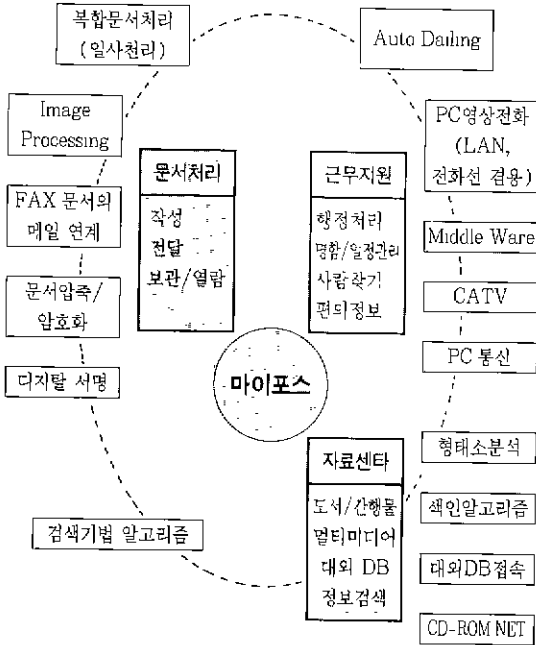 복합문서처리
(일사천리)
Auto Dailing
Image
Processing
PC영상전화
(LAN,
전화선 겸용)
문서처리
작성
전달
보관/열람
근무지원
행정처리
명함/일정관리
사람찾기
편의정보
FAX 문서의
메일 연계
Middle Ware
문서압축/
암호화
CATV
PC 통신
디지탈 서명
마이포스
자료센타
도서/간행물
멀티미디어
대외 DB
정보검색
형태소분석
색인알고리즘
검색기법 알고리즘
대외DB접속
CD-ROM NET